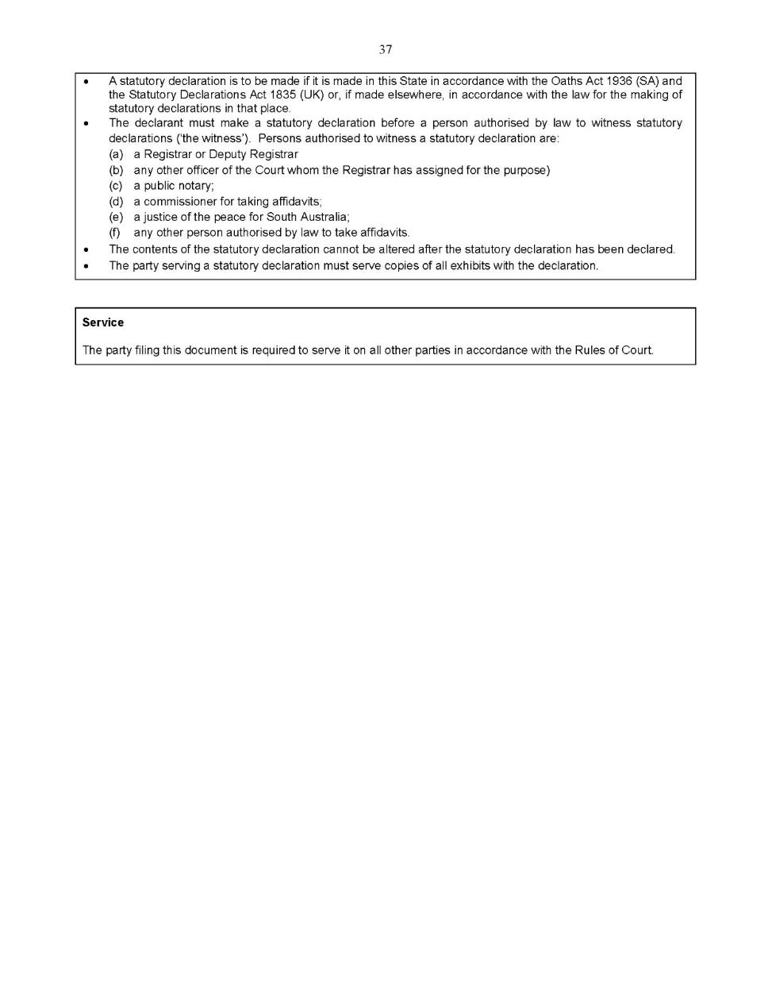 37
• A statutory declaration is to be made if it is made in this State in accordance with the Oaths Act 1936 (SA) and
the Statutory Declarations Act 1835 (UK) or, if made elsewhere, in accordance with the law for the making of
statutory declarations in that place.
• The declarant must make a statutory declaration before a person authorised by law to witness statutory
declarations ('the witness').  Persons authorised to witness a statutory declaration are:
(a) a Registrar or Deputy Registrar
(b) any other officer of the Court whom the Registrar has assigned for the purpose)
(c) a public notary;
(d) a commissioner for taking affidavits;
(e) a justice of the peace for South Australia;
(f) any other person authorised by law to take affidavits.
• The contents of the statutory declaration cannot be altered after the statutory declaration has been declared.
• The party serving a statutory declaration must serve copies of all exhibits with the declaration.
Service
The party filing this document is required to serve it on all other parties in accordance with the Rules of Court.